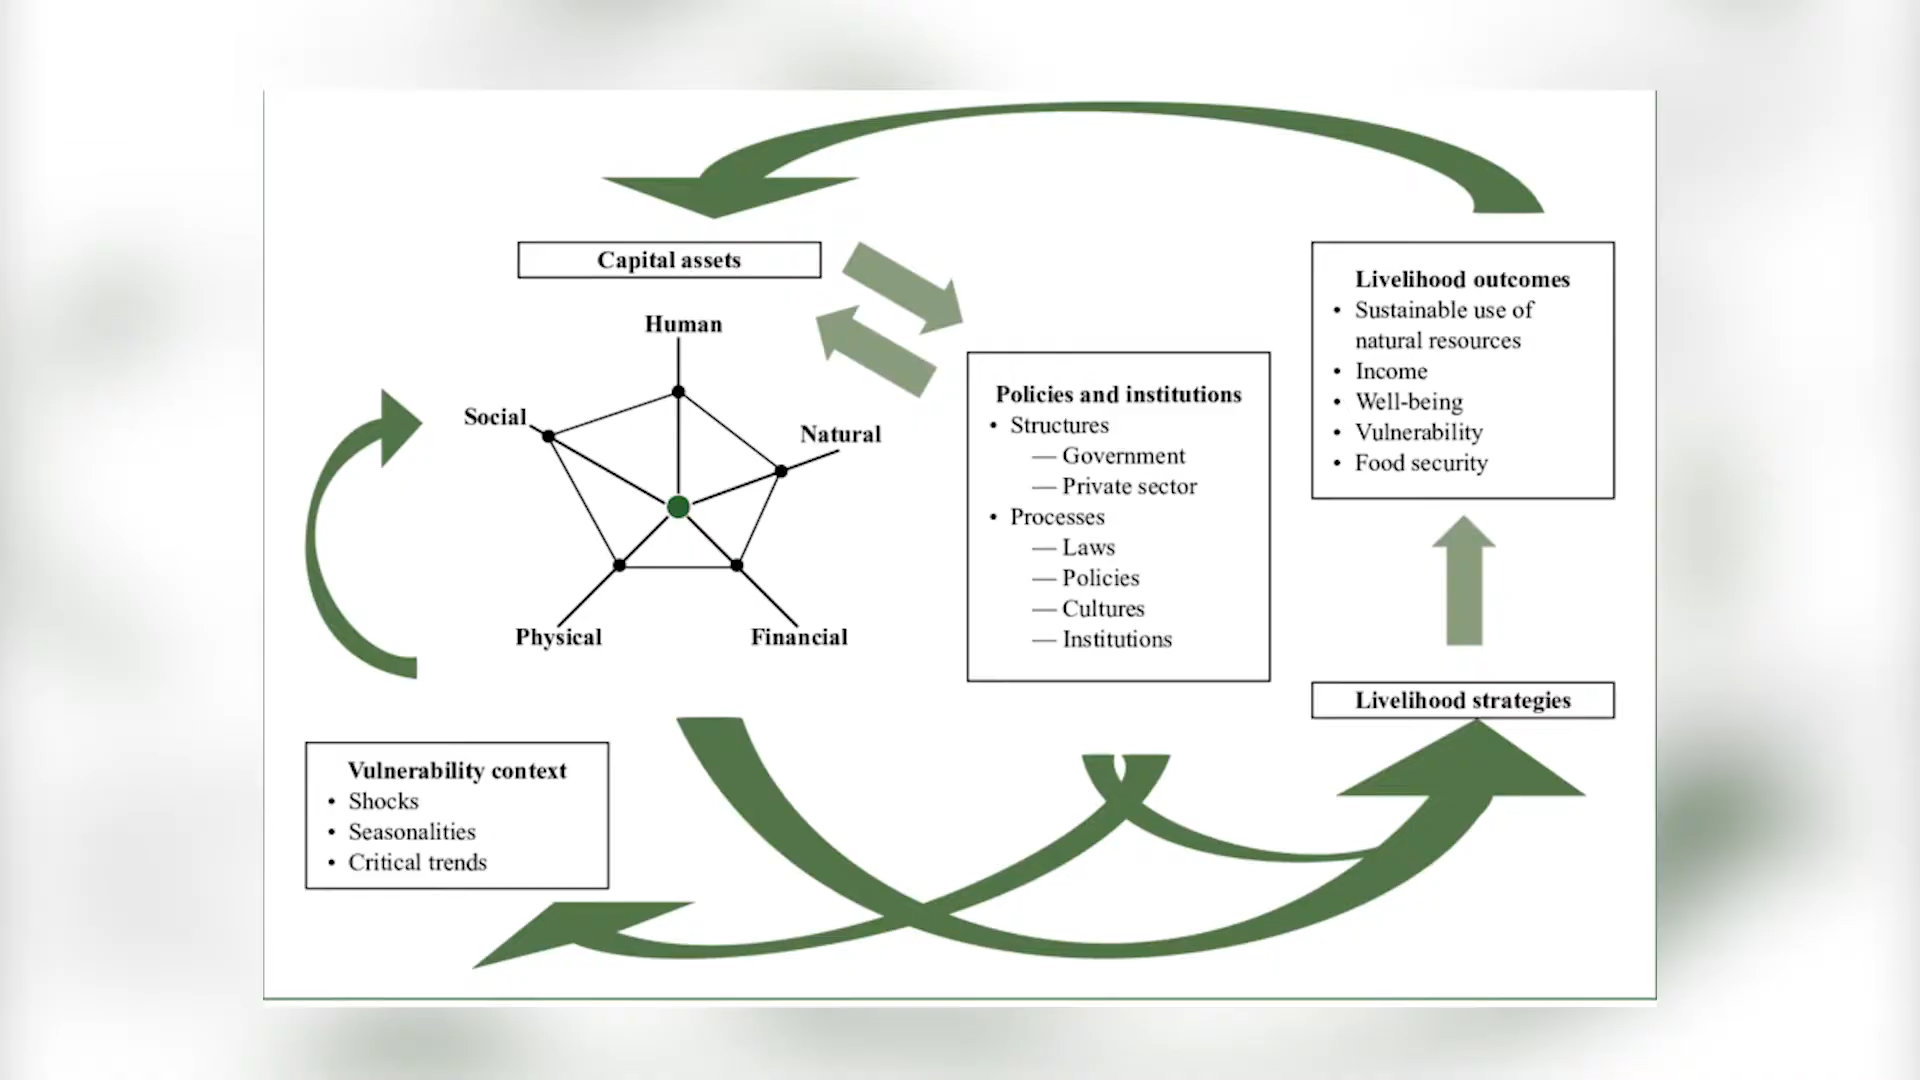 Capital assets
Human
Social
Natural
Physical
Financial
Policies and institutions
• Structures
— Government
— Private sector
• Processes
— Laws
— Policies
— Cultures
— Institutions
Livelihood outcomes
• Sustainable use of
natural resources
• Income
• Well-being
• Vulnerability
• Food security
Livelihood strategies
Vulnerability context
• Shocks
• Seasonalities
• Critical trends